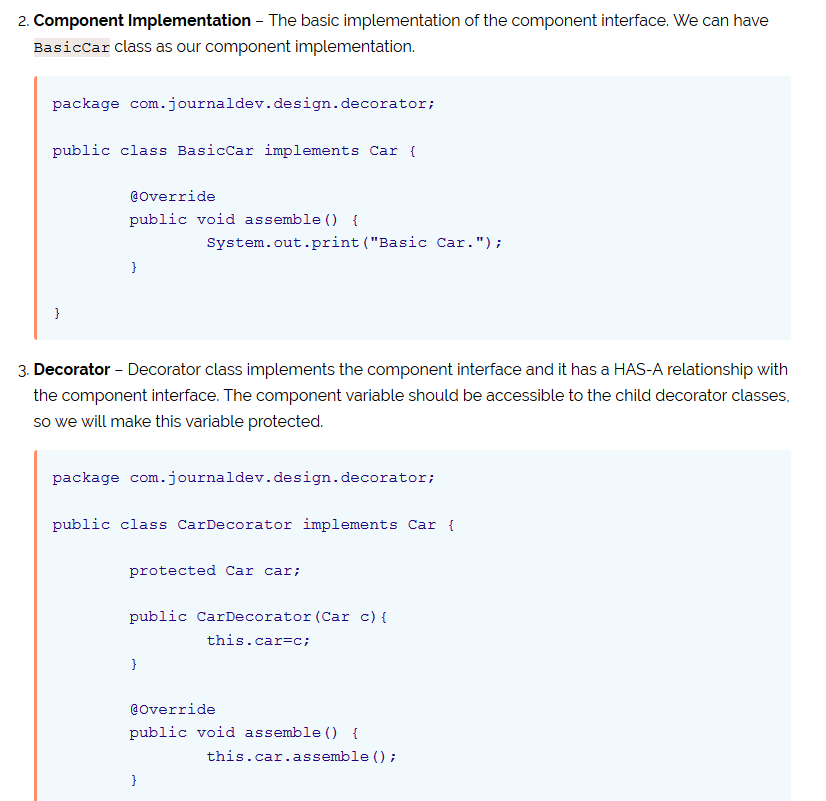 2. Component Implementation – The basic implementation of the component interface. We can have
BasicCar class as our component implementation.
package com.journaldev.design.decorator;
public class BasicCar implements Car {
@Override
public void assemble() {
System.out.print("Basic Car.");
}
}
3. Decorator – Decorator class implements the component interface and it has a HAS-A relationship with
the component interface. The component variable should be accessible to the child decorator classes,
so we will make this variable protected.
package com.journaldev.design.decorator;
public class CarDecorator implements Car {
protected Car car;
public CarDecorator(Car c){
this.car=c;
}
@Override
public void assemble() {
this.car.assemble();
}